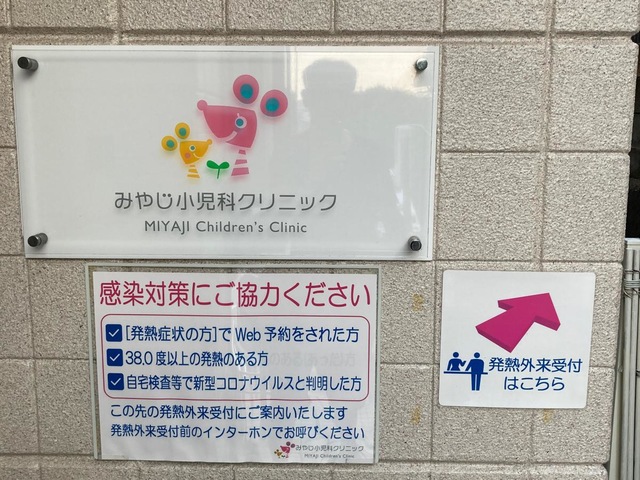 みやじ小児科クリニック
MIYAJI Children's Clinic
感染対策にご協力ください
[発熱症状の方]でWeb予約をされた方
38.0度以上の発熱のある方
自宅検査等で新型コロナウイルスと判明した方
この先の発熱外来受付にご案内いたします
発熱外来受付前のインターホンでお呼びください
みやじ小児科クリニック
MIYAJI Children's Clinic
発熱外来受付
はこちら